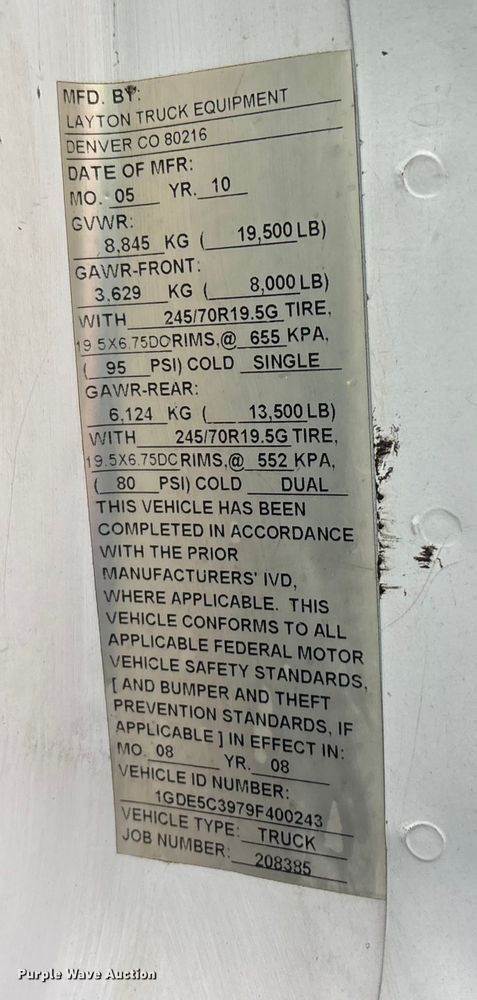 MFD. BY:
LAYTON TRUCK EQUIPMENT
DENVER CO 80216
DATE OF MFR:
MO. 05 YR. 10
GVWR:
8,845 KG ( 19,500 LB)
GAWR-FRONT:
3,629 KG ( 8,000 LB)
WITH 245/70R19.5G TIRE,
19.5X6.75DC RIMS,@ 655 KPA,
( 95 PSI) COLD SINGLE
GAWR-REAR:
6,124 KG ( 13,500 LB)
WITH 245/70R19.5G TIRE,
19.5X6.75DC RIMS,@ 552 KPA,
( 80 PSI) COLD DUAL
THIS VEHICLE HAS BEEN
COMPLETED IN ACCORDANCE
WITH THE PRIOR
MANUFACTURERS' IVD,
WHERE APPLICABLE. THIS
VEHICLE CONFORMS TO ALL
APPLICABLE FEDERAL MOTOR
VEHICLE SAFETY STANDARDS,
[ AND BUMPER AND THEFT
PREVENTION STANDARDS, IF
APPLICABLE ] IN EFFECT IN:
MO. 08 YR. 08
VEHICLE ID NUMBER:
1GDE5C3979F400243
VEHICLE TYPE: TRUCK
JOB NUMBER: 208385
Purple Wave Auction